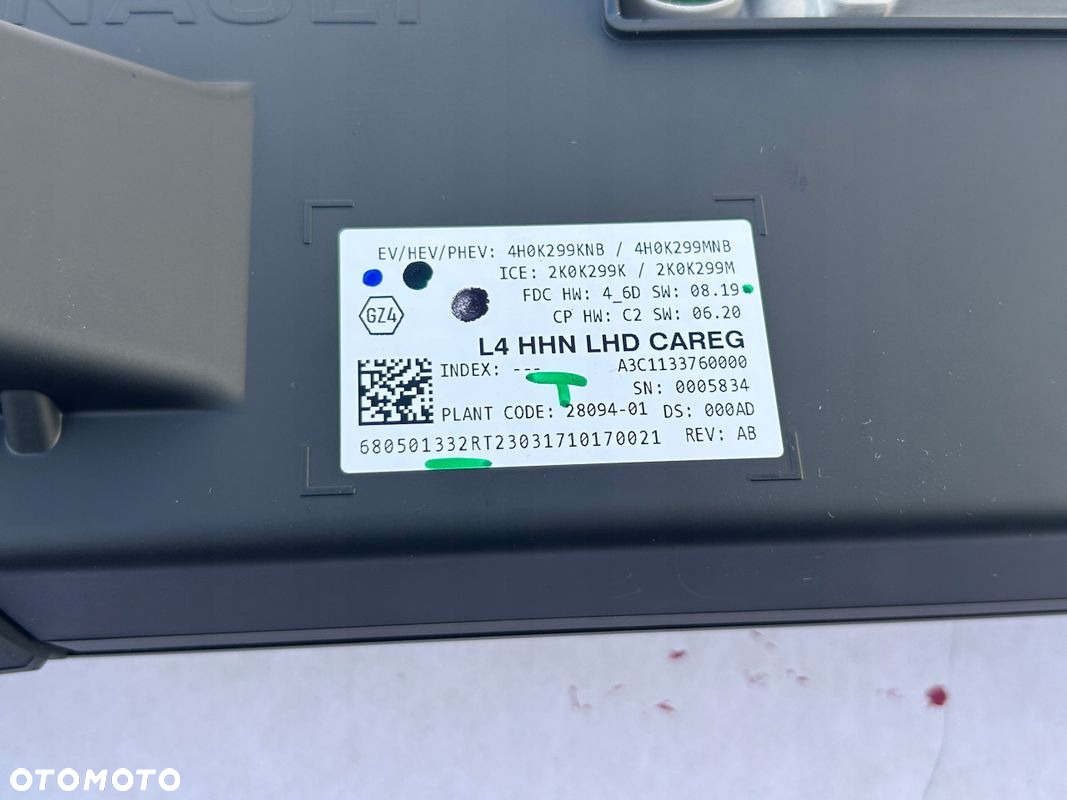 NAULT
EV/HEV/PHEV: 4H0K299KNB / 4H0K299MNB
ICE: 2K0K299K / 2K0K299M
FDC HW: 4_6D SW: 08.19
CP HW: C2 SW: 06.20
GZ4
L4 HHN LHD CAREG
INDEX: --- A3C1133760000
T
SN: 0005834
PLANT CODE: 28094-01 DS: 000AD
680501332RT23031710170021 REV: AB
OTOMOTO